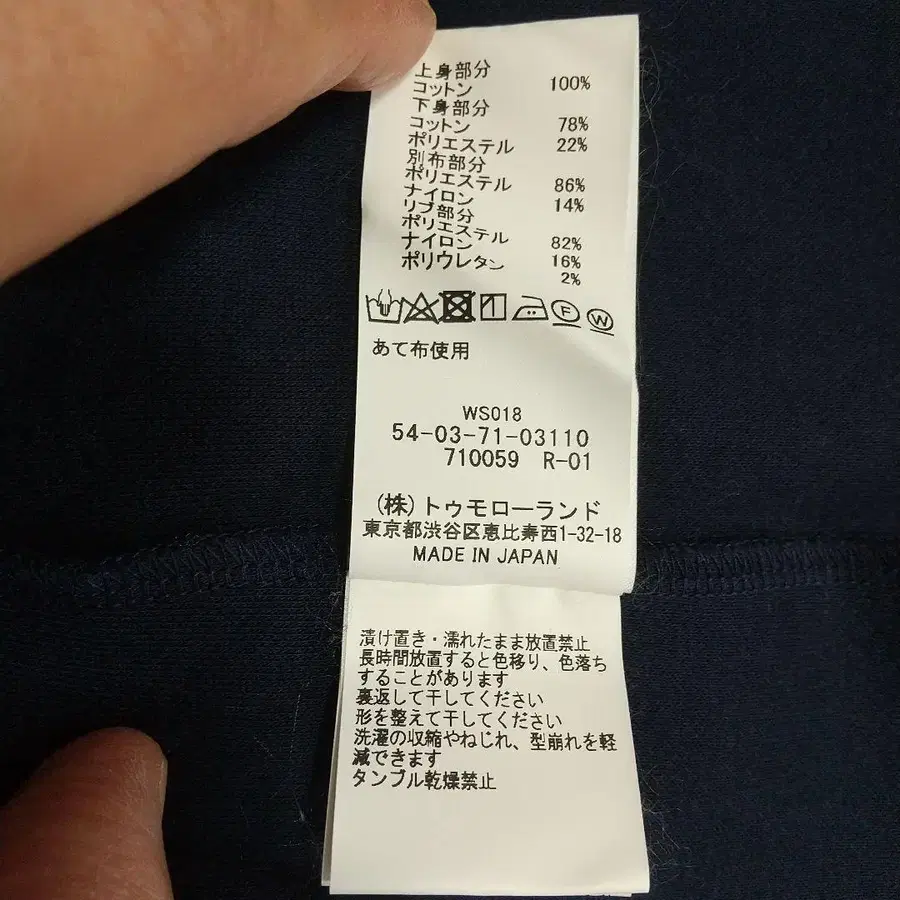 上身部分
コットン 100%
下身部分
コットン 78%
ポリエステル 22%
別布部分
ポリエステル 86%
ナイロン 14%
リブ部分
ポリエステル 82%
ナイロン 16%
ポリウレタン 2%
F W
あて布使用
WS018
54-03-71-03110
710059 R-01
(株)トゥモローランド
東京都渋谷区恵比寿西1-32-18
MADE IN JAPAN
漬け置き・濡れたまま放置禁止
長時間放置すると色移り、色落ち
することがあります
裏返して干してください
形を整えて干してください
洗濯の収縮やねじれ、型崩れを軽
減できます
タンブル乾燥禁止